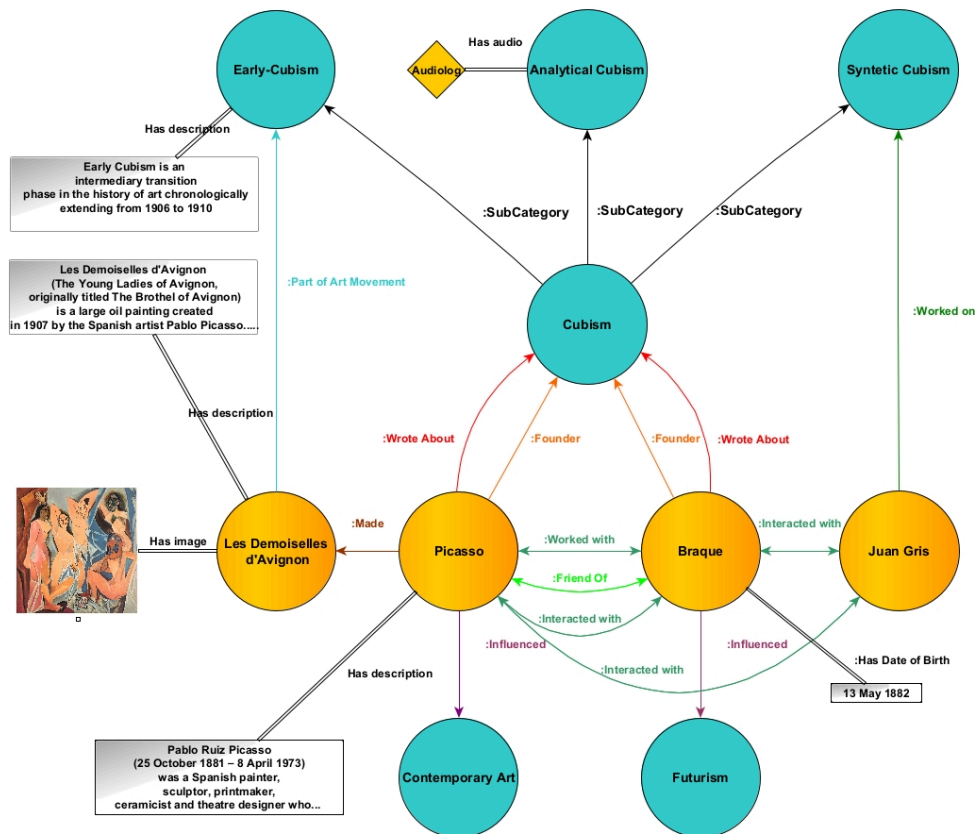 Early-Cubism
Has audio
Audiolog
Analytical Cubism
Syntetic Cubism
Has description
Early Cubism is an
intermediary transition
phase in the history of art chronologically
extending from 1906 to 1910
:SubCategory
:SubCategory
:SubCategory
Les Demoiselles d'Avignon
(The Young Ladies of Avignon,
originally titled The Brothel of Avignon)
is a large oil painting created
in 1907 by the Spanish artist Pablo Picasso.....
:Part of Art Movement
Cubism
:Worked on
Has description
:Wrote About
:Founder
:Founder
:Wrote About
Has image
Les Demoiselles
d'Avignon
:Made
Picasso
:Worked with
Braque
:Interacted with
Juan Gris
:Friend Of
:Interacted with
:Influenced
:Influenced
:Interacted with
Has description
:Has Date of Birth
13 May 1882
Pablo Ruiz Picasso
(25 October 1881 – 8 April 1973)
was a Spanish painter,
sculptor, printmaker,
ceramicist and theatre designer who...
Contemporary Art
Futurism